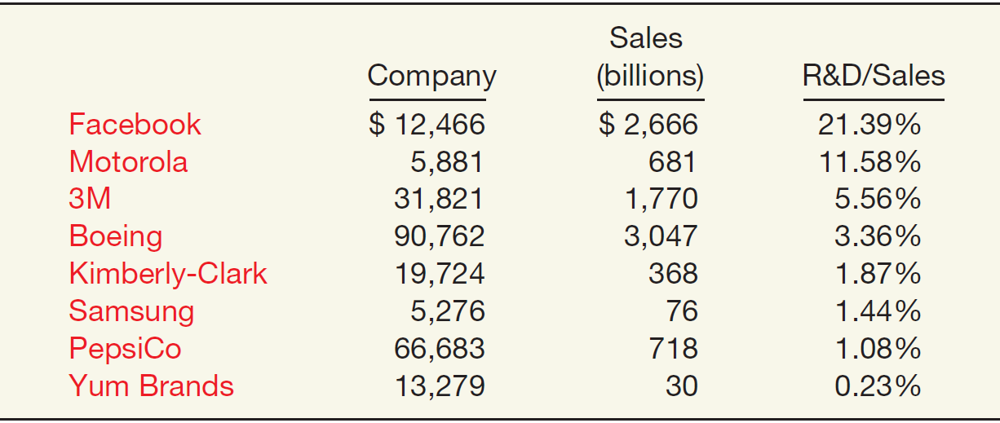 Sales
Company (billions) R&D/Sales
Facebook $ 12,466 $ 2,666 21.39%
Motorola 5,881 681 11.58%
3M 31,821 1,770 5.56%
Boeing 90,762 3,047 3.36%
Kimberly-Clark 19,724 368 1.87%
Samsung 5,276 76 1.44%
PepsiCo 66,683 718 1.08%
Yum Brands 13,279 30 0.23%